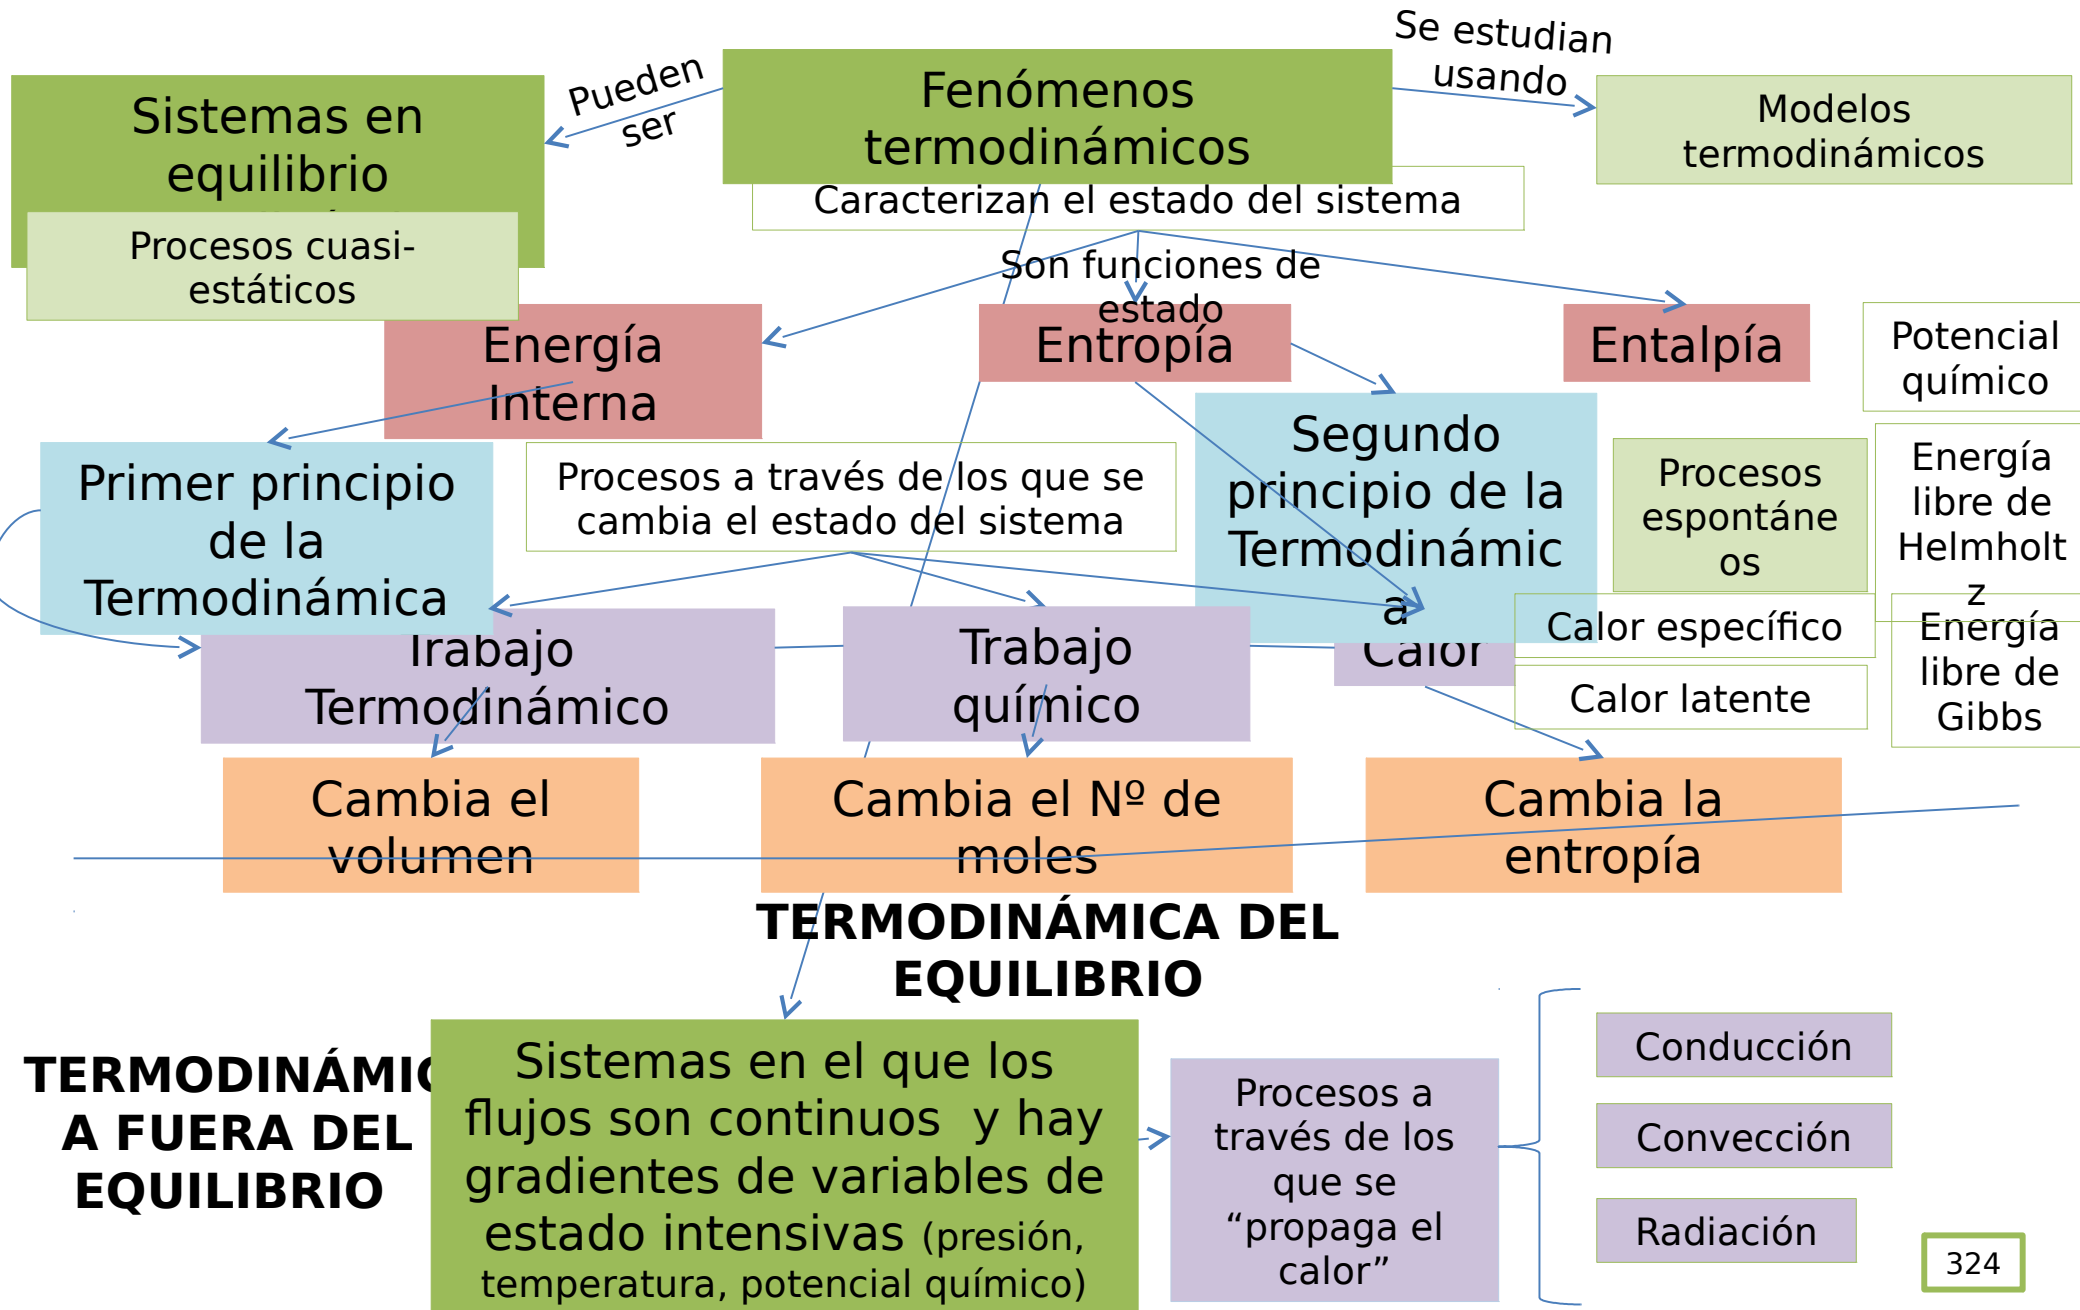 Se estudian
usando
Pueden
ser
Fenómenos
termodinámicos
Sistemas en
equilibrio
Modelos
termodinámicos
Caracterizan el estado del sistema
Procesos cuasi-
estáticos
Son funciones de
estado
Energía
Interna
Entropía
Entalpía
Potencial
químico
Primer principio
de la
Termodinámica
Procesos a través de los que se
cambia el estado del sistema
Segundo
principio de la
Termodinámic
a
Procesos
espontáne
os
Energía
libre de
Helmholt
z
Trabajo
Termodinámico
Trabajo
químico
Calor
Calor específico
Calor latente
Energía
libre de
Gibbs
Cambia el
volumen
Cambia el Nº de
moles
Cambia la
entropía
TERMODINÁMICA DEL
EQUILIBRIO
TERMODINÁMIC
A FUERA DEL
EQUILIBRIO
Sistemas en el que los
flujos son continuos  y hay
gradientes de variables de
estado intensivas (presión,
temperatura, potencial químico)
Procesos a
través de los
que se
“propaga el
calor”
Conducción
Convección
Radiación
324